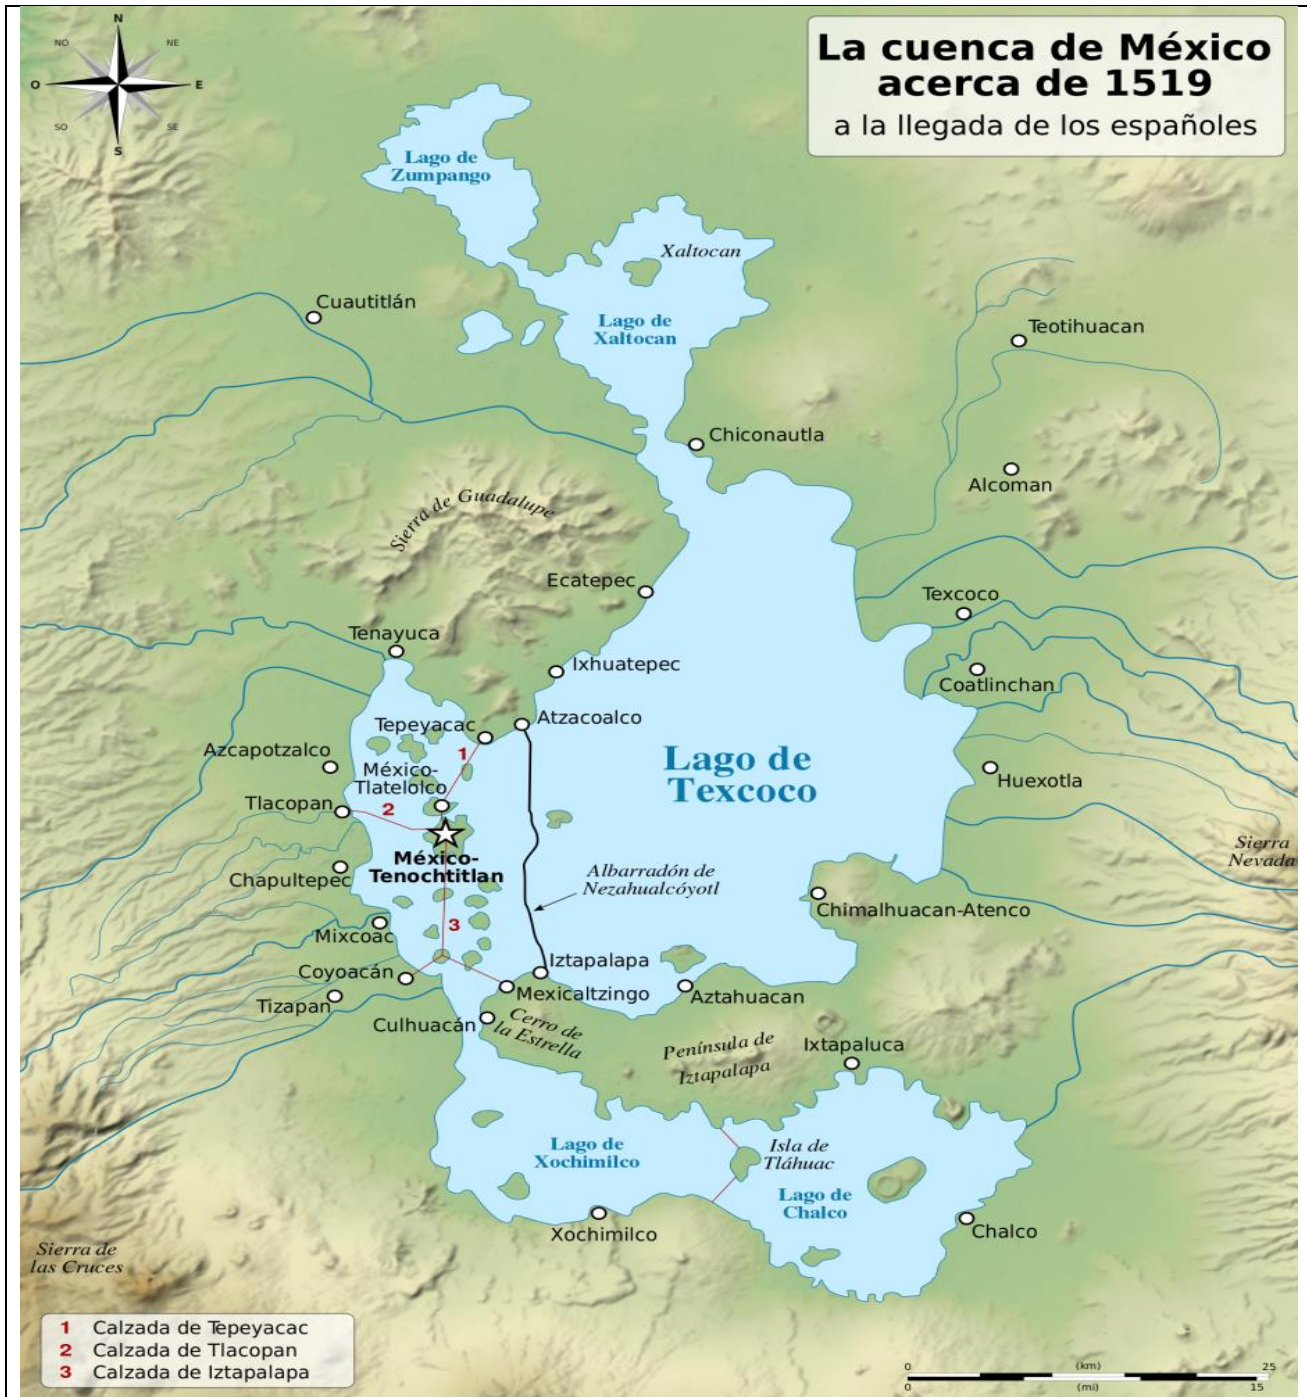 La cuenca de México
acerca de 1519
a la llegada de los españoles
N
NO
NE
O
E
SO
SE
S
Lago de
Zumpango
Xaltocan
Cuautitlán
Lago de
Xaltocan
Teotihuacan
Chiconautla
Alcoman
Sierra de Guadalupe
Ecatepec
Texcoco
Tenayuca
Ixhuatepec
Coatlinchan
Atzacoalco
Tepeyacac
1
Azcapotzalco
México-
Tlatelolco
Lago de
Texcoco
Huexotla
Tlacopan
2
México-
Tenochtitlan
Sierra
Nevada
Chapultepec
Albarradón de
Nezahualcóyotl
Chimalhuacan-Atenco
3
Mixcoac
Iztapalapa
Coyoacán
Mexicaltzingo
Aztahuacan
Tizapan
Culhuacán
Cerro de
la Estrella
Península de
Iztapalapa
Ixtapaluca
Lago de
Xochimilco
Isla de
Tláhuac
Lago de
Chalco
Xochimilco
Chalco
Sierra de
las Cruces
1 Calzada de Tepeyacac
2 Calzada de Tlacopan
3 Calzada de Iztapalapa
0 (km) 25
0 (mi) 15